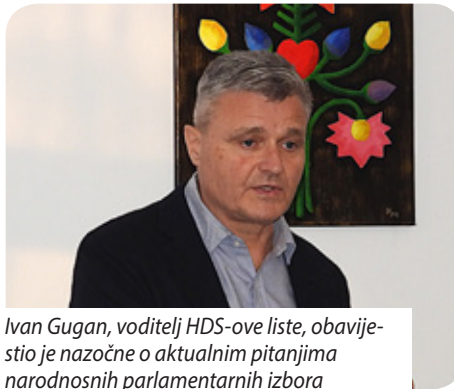 Ivan Gugan, voditelj HDS-ove liste, obavije-
stio je nazočne o aktualnim pitanjima
narodnosnih parlamentarnih izbora